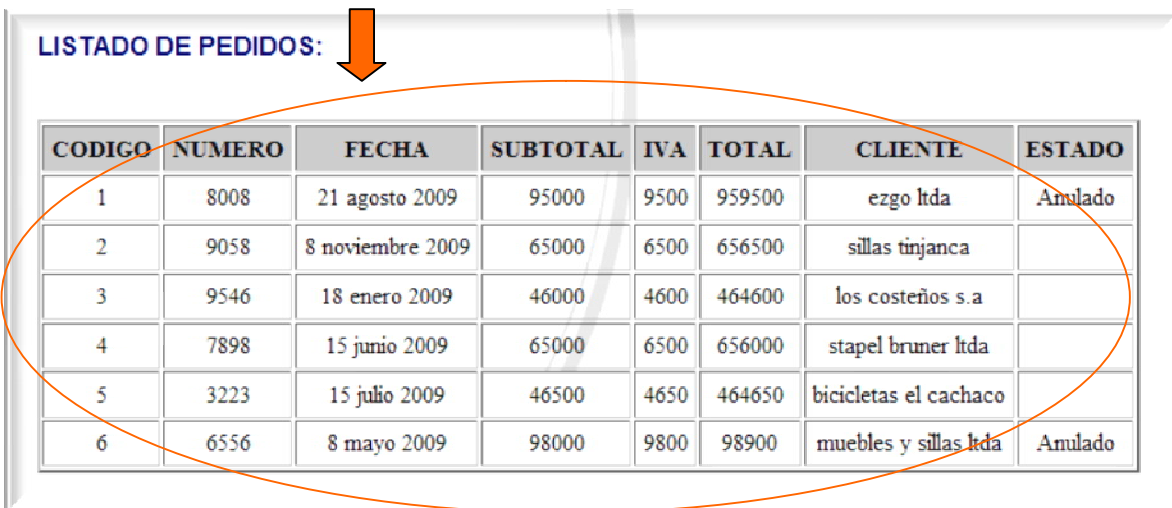 LISTADO DE PEDIDOS:
CODIGO NUMERO FECHA SUBTOTAL IVA TOTAL CLIENTE ESTADO
1 8008 21 agosto 2009 95000 9500 959500 ezgo ltda Anulado
2 9058 8 noviembre 2009 65000 6500 656500 sillas tinjanca
3 9546 18 enero 2009 46000 4600 464600 los costeños s.a
4 7898 15 junio 2009 65000 6500 656000 stapel bruner ltda
5 3223 15 julio 2009 46500 4650 464650 bicicletas el cachaco
6 6556 8 mayo 2009 98000 9800 98900 muebles y sillas ltda Anulado